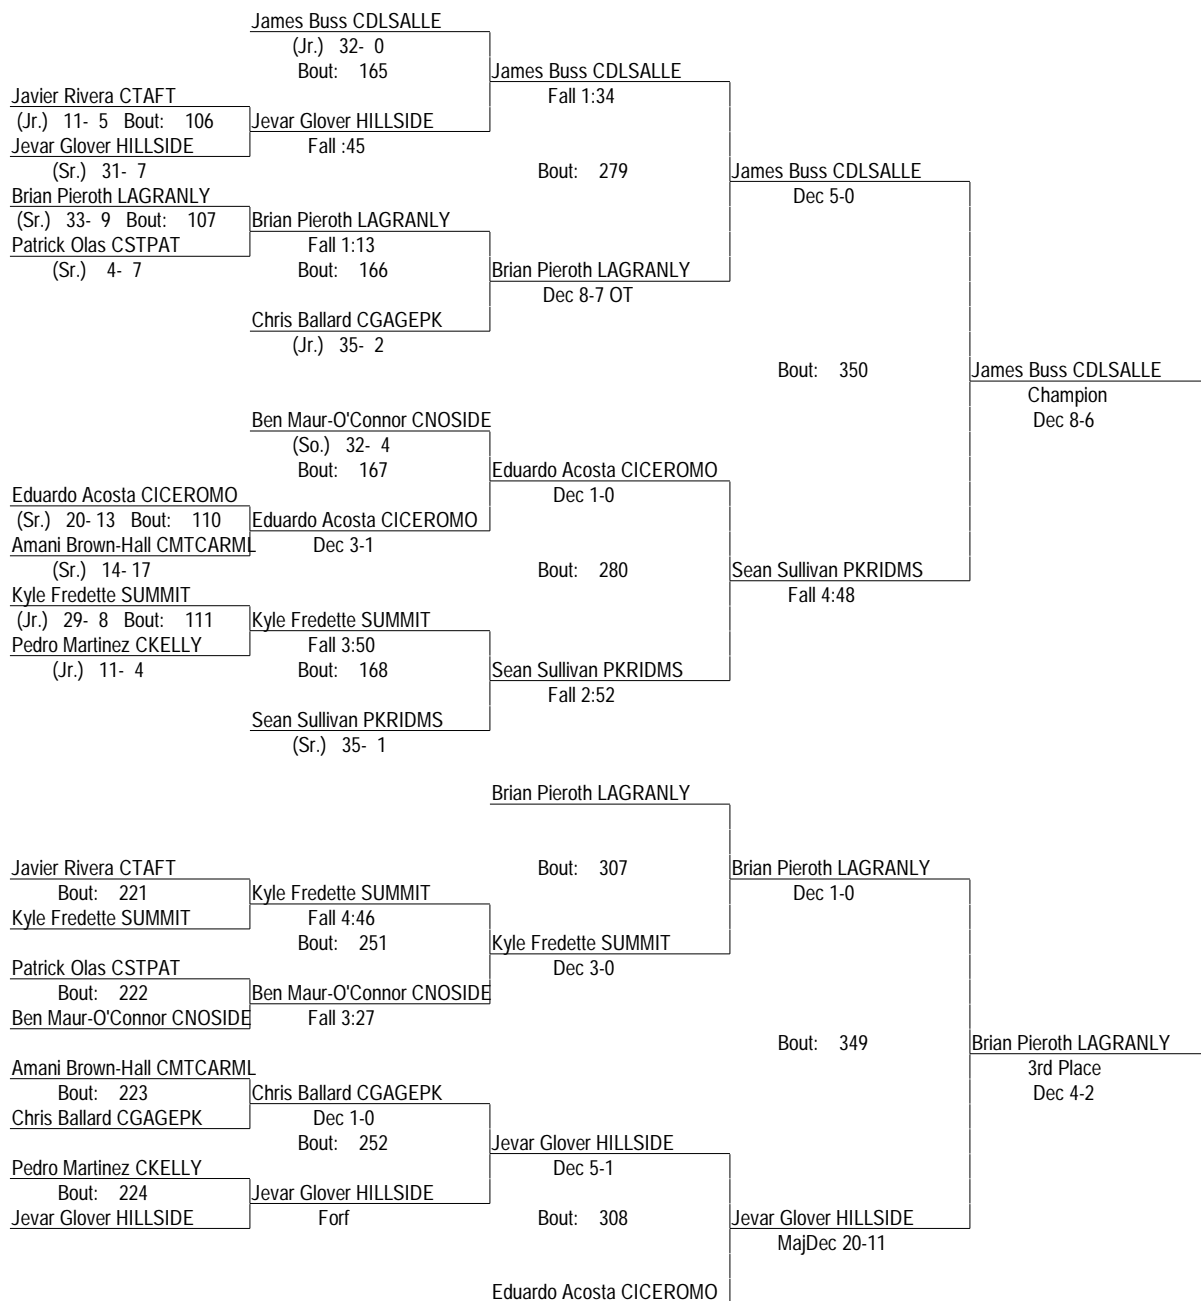 James Buss CDLSALLE
(Jr.) 32- 0
Bout: 165 James Buss CDLSALLE
Javier Rivera CTAFT Fall 1:34
(Jr.) 11- 5 Bout: 106 Jevar Glover HILLSIDE
Jevar Glover HILLSIDE Fall :45
(Sr.) 31- 7 Bout: 279 James Buss CDLSALLE
Brian Pieroth LAGRANLY Dec 5-0
(Sr.) 33- 9 Bout: 107 Brian Pieroth LAGRANLY
Patrick Olas CSTPAT Fall 1:13
(Sr.) 4- 7 Bout: 166 Brian Pieroth LAGRANLY
Dec 8-7 OT
Chris Ballard CGAGEPK
(Jr.) 35- 2
Bout: 350 James Buss CDLSALLE
Champion
Ben Maur-O'Connor CNOSIDE Dec 8-6
(So.) 32- 4
Bout: 167 Eduardo Acosta CICEROMO
Eduardo Acosta CICEROMO Dec 1-0
(Sr.) 20- 13 Bout: 110 Eduardo Acosta CICEROMO
Amani Brown-Hall CMTCARML Dec 3-1
(Sr.) 14- 17 Bout: 280 Sean Sullivan PKRIDMS
Kyle Fredette SUMMIT Fall 4:48
(Jr.) 29- 8 Bout: 111 Kyle Fredette SUMMIT
Pedro Martinez CKELLY Fall 3:50
(Jr.) 11- 4 Bout: 168 Sean Sullivan PKRIDMS
Fall 2:52
Sean Sullivan PKRIDMS
(Sr.) 35- 1
Brian Pieroth LAGRANLY
Javier Rivera CTAFT Bout: 307 Brian Pieroth LAGRANLY
Bout: 221 Kyle Fredette SUMMIT Dec 1-0
Kyle Fredette SUMMIT Fall 4:46
Bout: 251 Kyle Fredette SUMMIT
Patrick Olas CSTPAT Dec 3-0
Bout: 222 Ben Maur-O'Connor CNOSIDE
Ben Maur-O'Connor CNOSIDE Fall 3:27
Bout: 349 Brian Pieroth LAGRANLY
Amani Brown-Hall CMTCARML 3rd Place
Bout: 223 Chris Ballard CGAGEPK Dec 4-2
Chris Ballard CGAGEPK Dec 1-0
Bout: 252 Jevar Glover HILLSIDE
Pedro Martinez CKELLY Dec 5-1
Bout: 224 Jevar Glover HILLSIDE
Jevar Glover HILLSIDE Forf Bout: 308 Jevar Glover HILLSIDE
MajDec 20-11
Eduardo Acosta CICEROMO